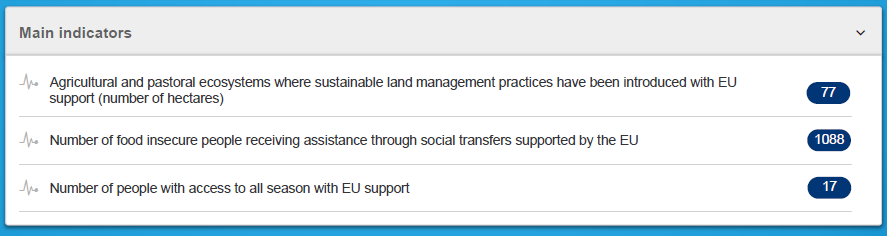 Main indicators
Agricultural and pastoral ecosystems where sustainable land management practices have been introduced with EU
support (number of hectares)
77
Number of food insecure people receiving assistance through social transfers supported by the EU
1088
Number of people with access to all season with EU support
17